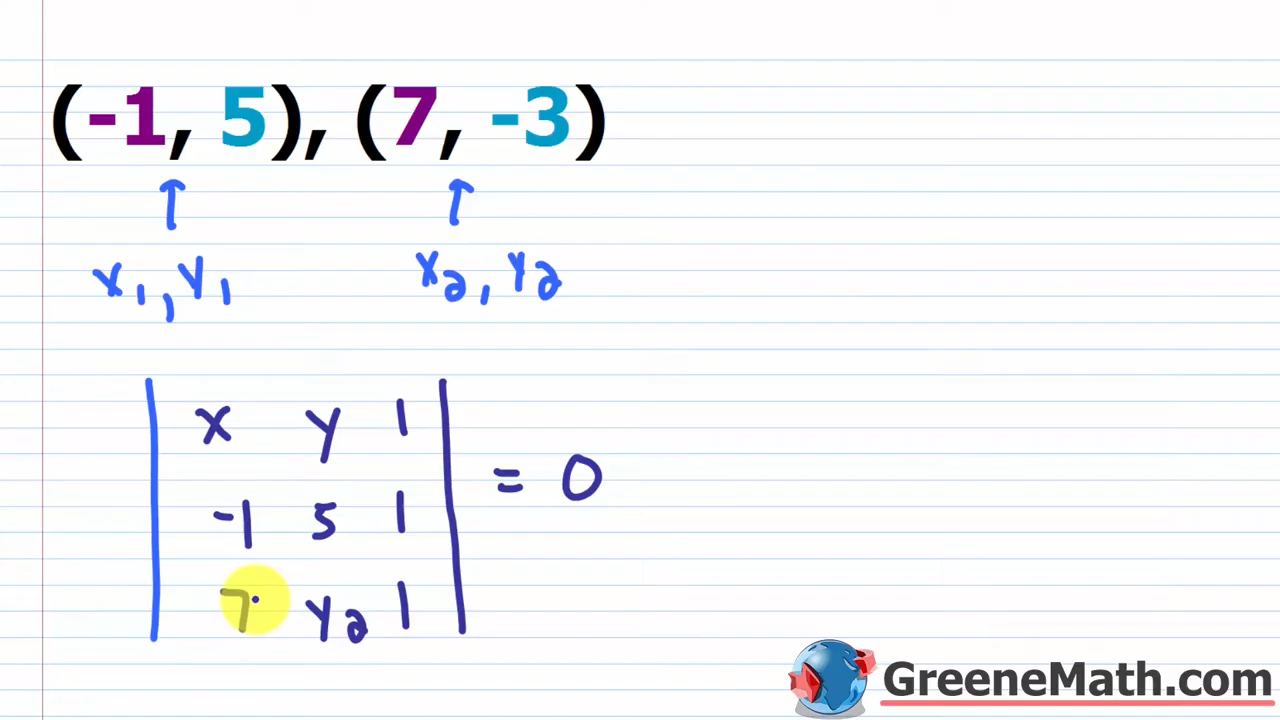 (-1, 5), (7, -3)
x₁, y₁ x₂, y₂
x y 1
-1 5 1 = 0
7 y₂ 1
GreeneMath.com